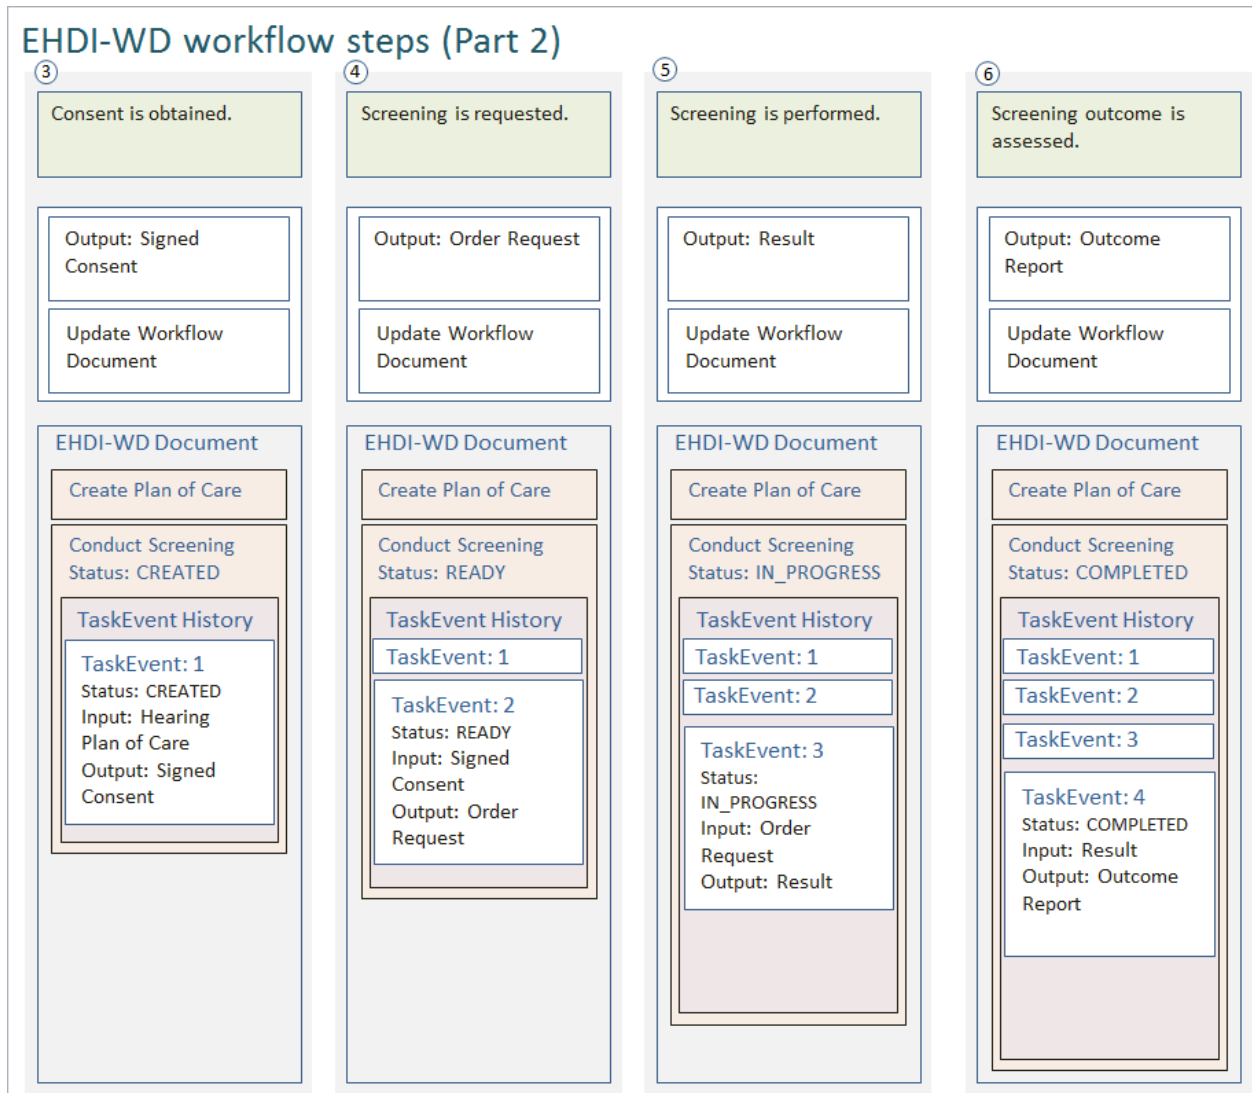 EHDI-WD workflow steps (Part 2)
3
Consent is obtained.
Output: Signed
Consent
Update Workflow
Document
EHDI-WD Document
Create Plan of Care
Conduct Screening
Status: CREATED
TaskEvent History
TaskEvent: 1
Status: CREATED
Input: Hearing
Plan of Care
Output: Signed
Consent
4
Screening is requested.
Output: Order Request
Update Workflow
Document
EHDI-WD Document
Create Plan of Care
Conduct Screening
Status: READY
TaskEvent History
TaskEvent: 1
TaskEvent: 2
Status: READY
Input: Signed
Consent
Output: Order
Request
5
Screening is performed.
Output: Result
Update Workflow
Document
EHDI-WD Document
Create Plan of Care
Conduct Screening
Status: IN_PROGRESS
TaskEvent History
TaskEvent: 1
TaskEvent: 2
TaskEvent: 3
Status:
IN_PROGRESS
Input: Order
Request
Output: Result
6
Screening outcome is
assessed.
Output: Outcome
Report
Update Workflow
Document
EHDI-WD Document
Create Plan of Care
Conduct Screening
Status: COMPLETED
TaskEvent History
TaskEvent: 1
TaskEvent: 2
TaskEvent: 3
TaskEvent: 4
Status: COMPLETED
Input: Result
Output: Outcome
Report